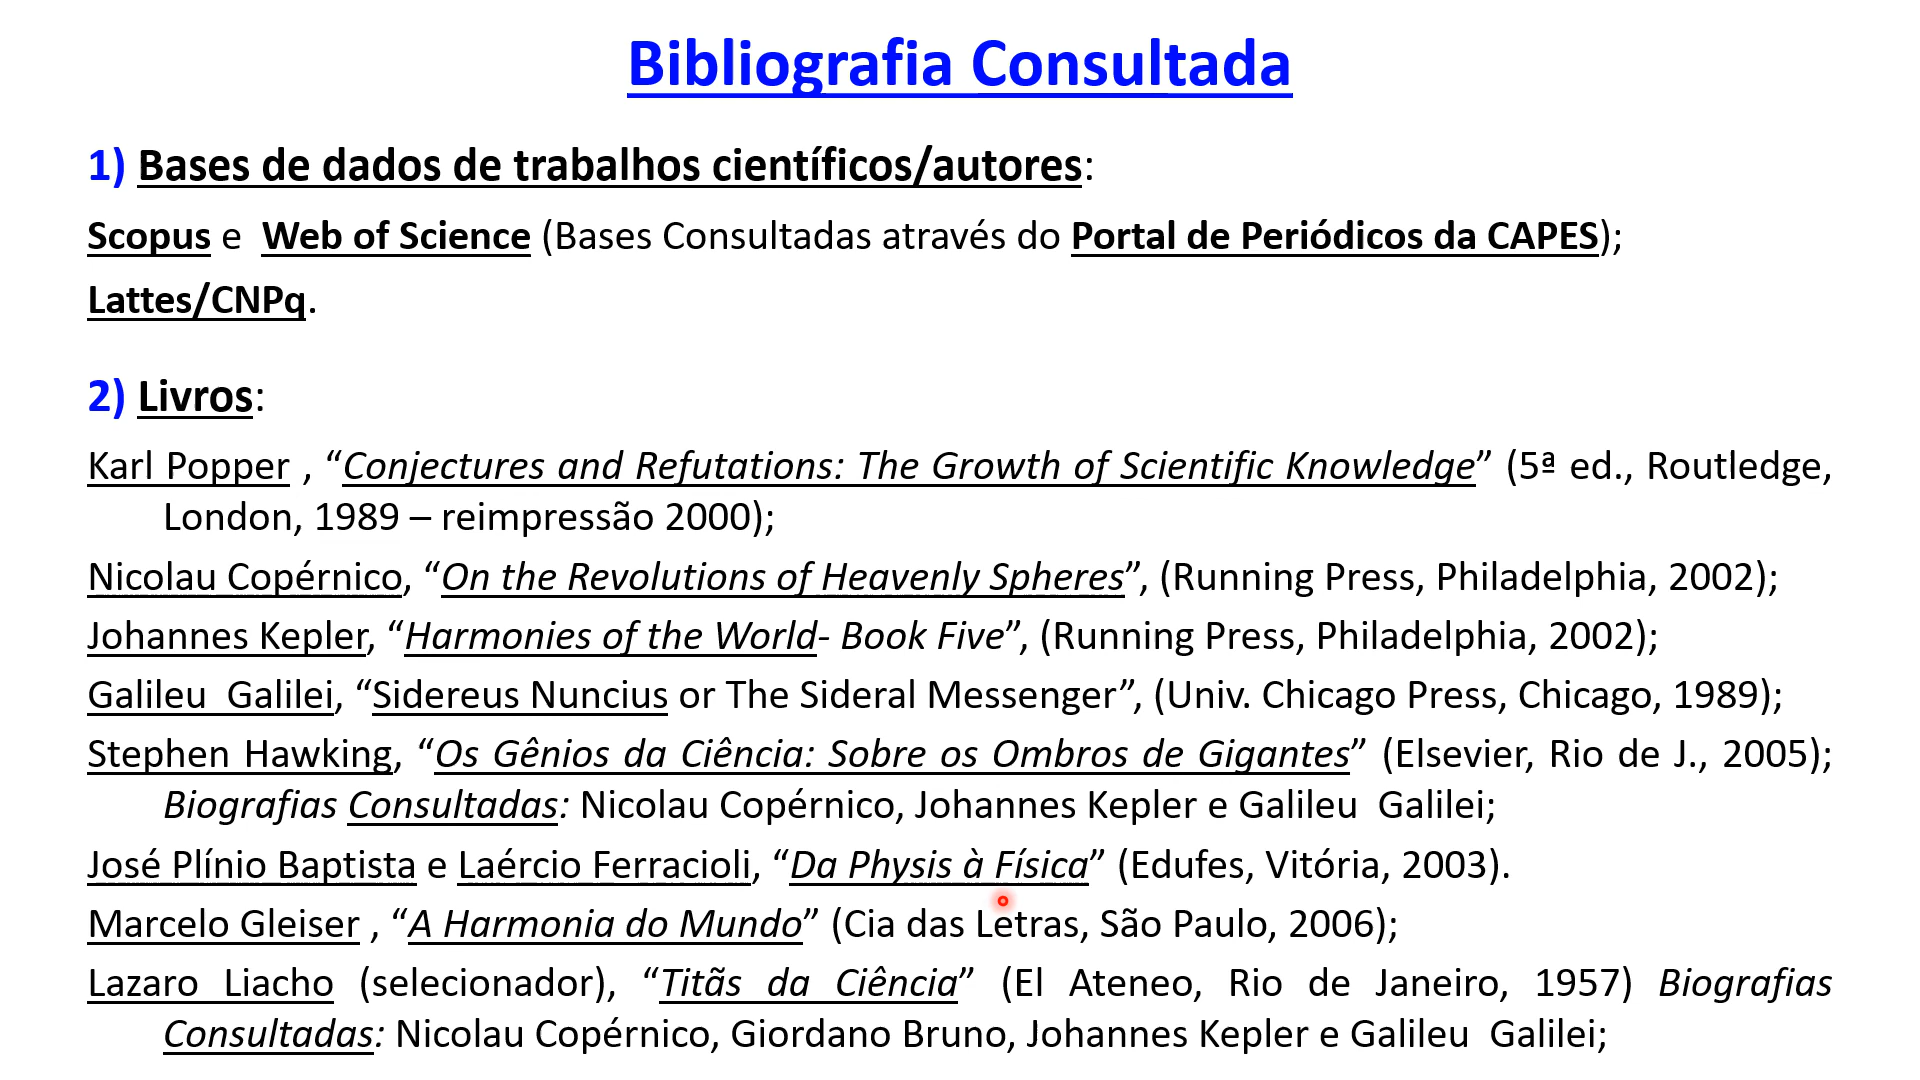 Bibliografia Consultada
1) Bases de dados de trabalhos científicos/autores:
Scopus e  Web of Science (Bases Consultadas através do Portal de Periódicos da CAPES);
Lattes/CNPq.
2) Livros:
Karl Popper , “Conjectures and Refutations: The Growth of Scientific Knowledge” (5ª ed., Routledge,
London, 1989 – reimpressão 2000);
Nicolau Copérnico, “On the Revolutions of Heavenly Spheres”, (Running Press, Philadelphia, 2002);
Johannes Kepler, “Harmonies of the World- Book Five”, (Running Press, Philadelphia, 2002);
Galileu  Galilei, “Sidereus Nuncius or The Sideral Messenger”, (Univ. Chicago Press, Chicago, 1989);
Stephen Hawking, “Os Gênios da Ciência: Sobre os Ombros de Gigantes” (Elsevier, Rio de J., 2005);
Biografias Consultadas: Nicolau Copérnico, Johannes Kepler e Galileu  Galilei;
José Plínio Baptista e Laércio Ferracioli, “Da Physis à Física” (Edufes, Vitória, 2003).
Marcelo Gleiser , “A Harmonia do Mundo” (Cia das Letras, São Paulo, 2006);
Lazaro Liacho (selecionador), “Titãs da Ciência” (El Ateneo, Rio de Janeiro, 1957) Biografias
Consultadas: Nicolau Copérnico, Giordano Bruno, Johannes Kepler e Galileu  Galilei;